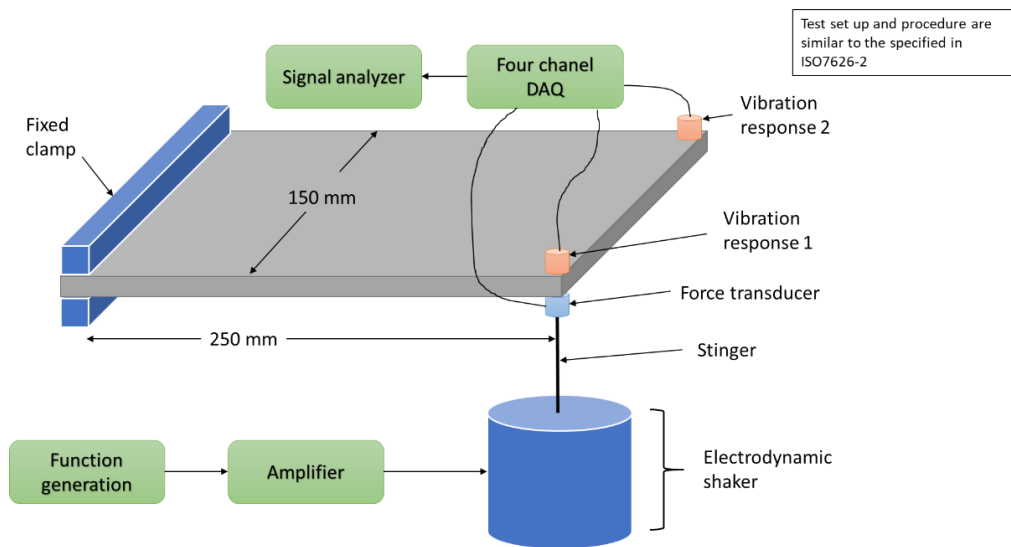 Test set up and procedure are
similar to the specified in
ISO7626-2
Signal analyzer
Four chanel
DAQ
Vibration
response 2
Fixed
clamp
150 mm
Vibration
response 1
Force transducer
250 mm
Stinger
Function
generation
Amplifier
Electrodynamic
shaker